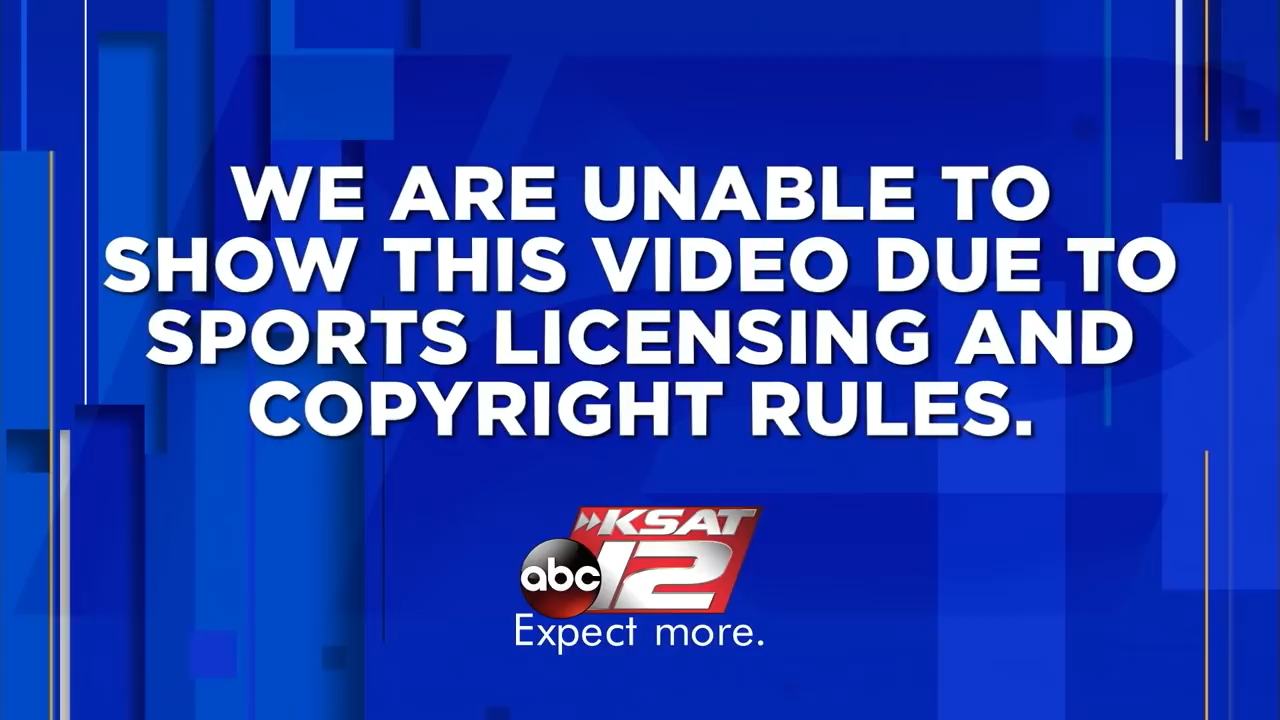 WE ARE UNABLE TO
SHOW THIS VIDEO DUE TO
SPORTS LICENSING AND
COPYRIGHT RULES.
KSAT
abc 12
Expect more.